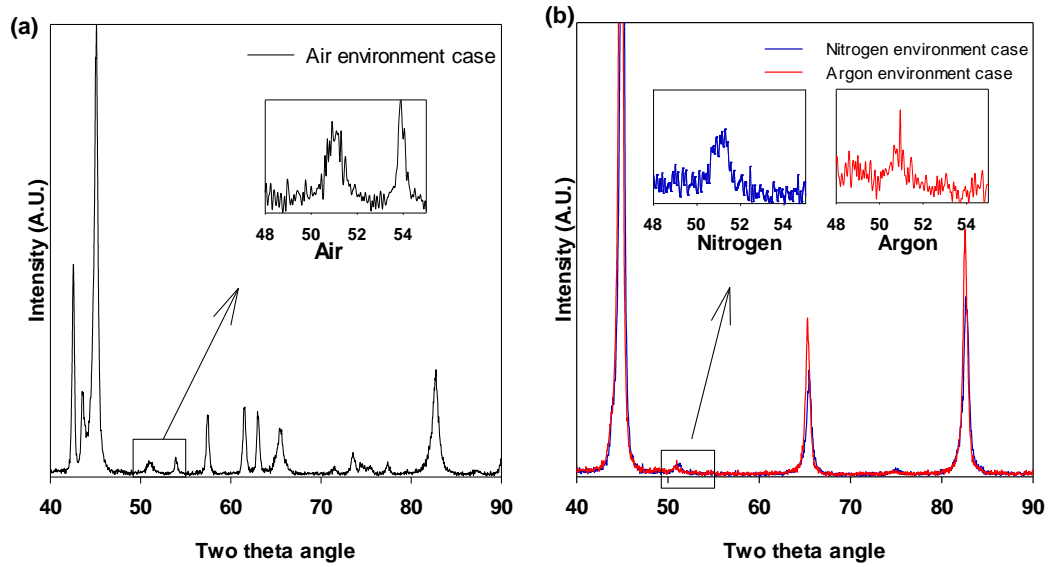 (a)
Air environment case
48 50 52 54
Air
Intensity (A.U.)
40 50 60 70 80 90
Two theta angle
(b)
Nitrogen environment case
Argon environment case
48 50 52 54
Nitrogen
48 50 52 54
Argon
Intensity (A.U.)
40 50 60 70 80 90
Two theta angle